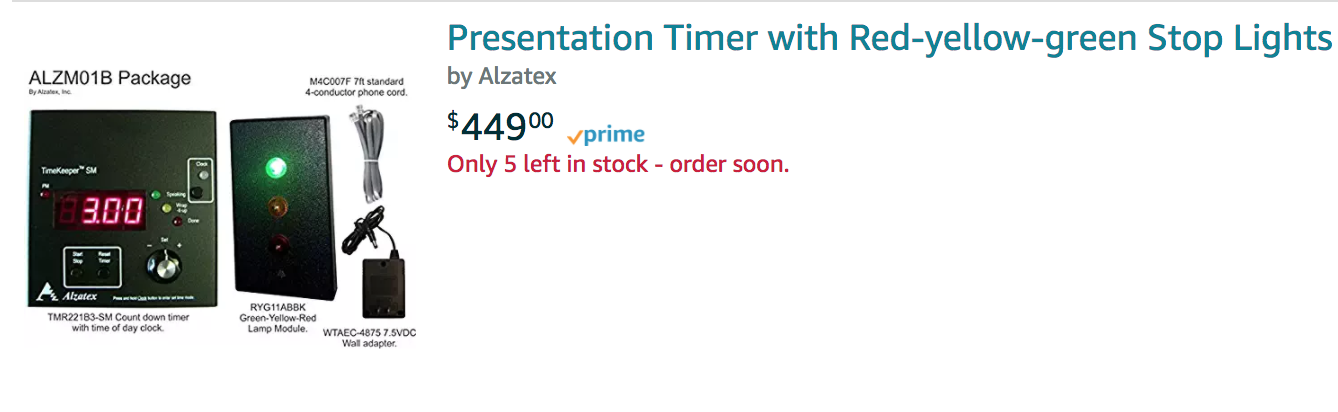 Presentation Timer with Red-yellow-green Stop Lights
by Alzatex
$449.00
prime
Only 5 left in stock - order soon.
ALZM01B Package
By Alzatex, Inc.
M4C007F 7ft standard
4-conductor phone cord.
TimeKeeper™ SM
Clock
PM
Speaking
Wrap
-it-up
Done
3:00
Set
- +
Start
Stop
Reset
Timer
Alzatex
Press and hold Clock button to enter set time mode.
TMR221B3-SM Count down timer
with time of day clock.
RYG11ABBK
Green-Yellow-Red
Lamp Module.
WTAEC-4875 7.5VDC
Wall adapter.